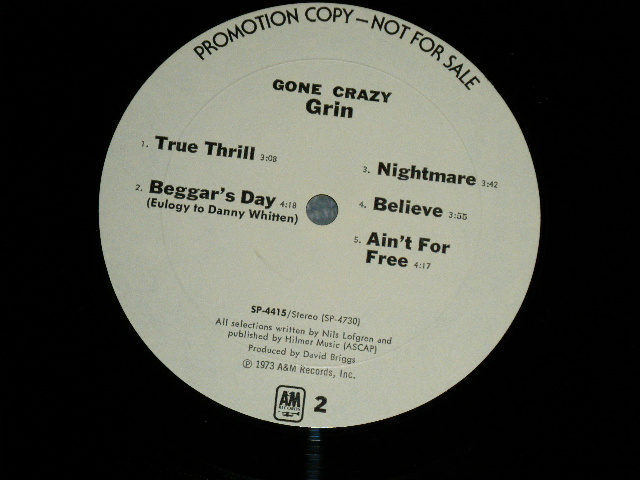 PROMOTION COPY—NOT FOR SALE
GONE CRAZY
Grin
1. True Thrill 3:08
2. Beggar's Day 4:18
(Eulogy to Danny Whitten)
3. Nightmare 3:42
4. Believe 3:55
5. Ain't For
Free 4:17
SP-4415/Stereo (SP-4730)
All selections written by Nils Lofgren and
published by Hilmer Music (ASCAP)
Produced by David Briggs
Ⓟ 1973 A&M Records, Inc.
A&M
RECORDS
2